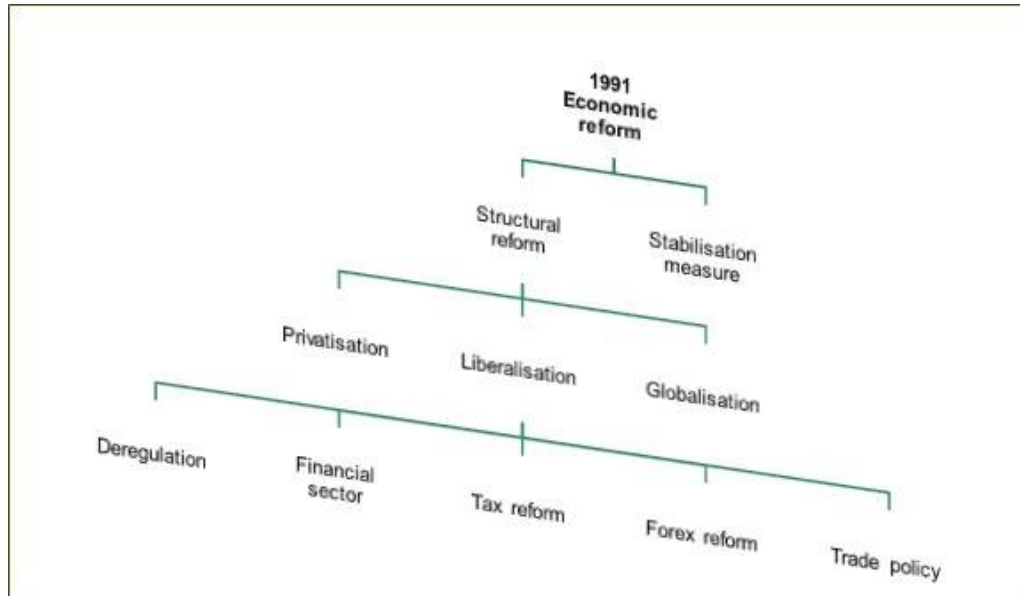 1991
Economic
reform
Structural
reform
Stabilisation
measure
Privatisation
Liberalisation
Globalisation
Deregulation
Financial
sector
Tax reform
Forex reform
Trade policy